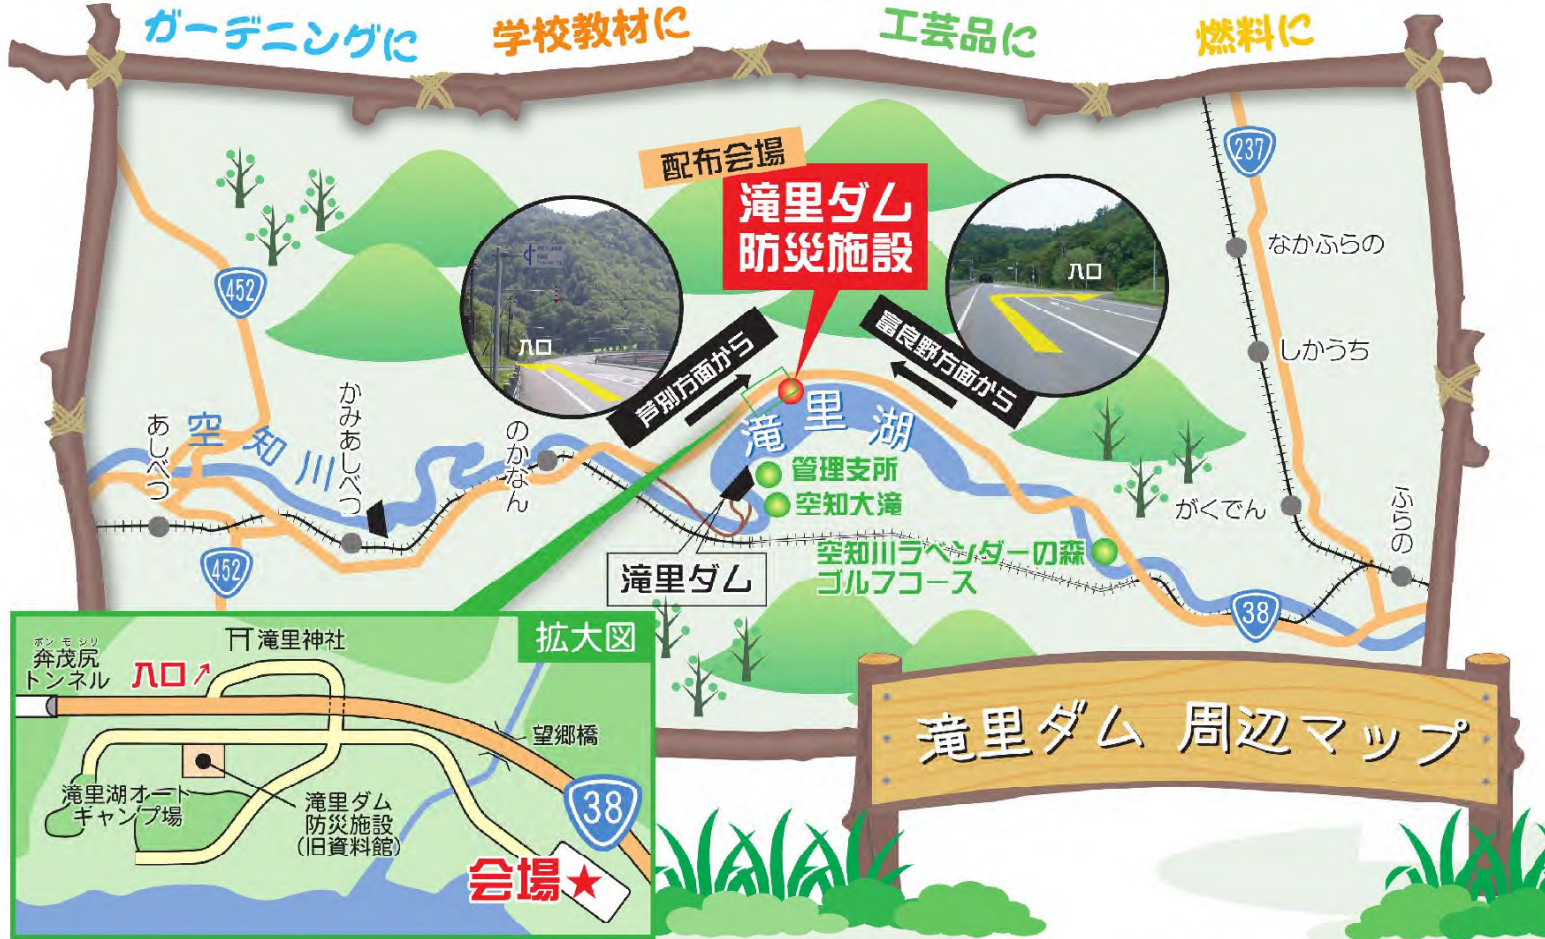 ガーデニングに
学校教材に
工芸品に
燃料に
配布会場
滝里ダム
防災施設
237
入口
入口
なかふらの
452
芦別方面から
富良野方面から
しかうち
滝里湖
空知川
あしべつ
かみあしべつ
のかなん
管理支所
空知大滝
がくでん
ふらの
空知川ラベンダーの森
ゴルフコース
滝里ダム
452
38
拡大図
滝里神社
ポンモシリ
奔茂尻
トンネル
入口
望郷橋
滝里湖オート
キャンプ場
滝里ダム
防災施設
(旧資料館)
38
会場★
滝里ダム 周辺マップ